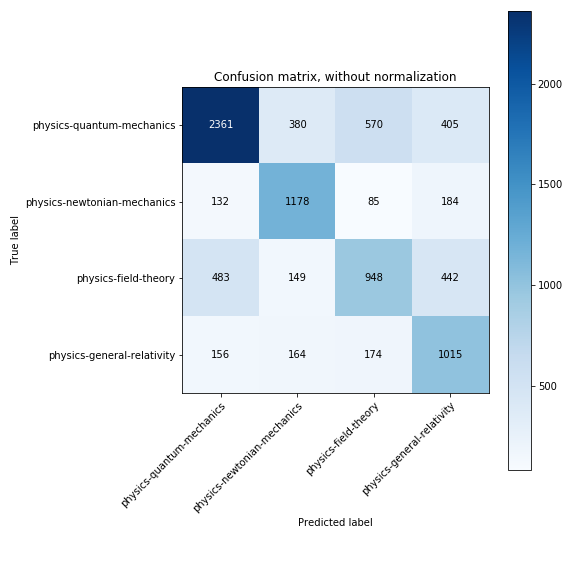 Confusion matrix, without normalization
True label
physics-quantum-mechanics 2361 380 570 405
physics-newtonian-mechanics 132 1178 85 184
physics-field-theory 483 149 948 442
physics-general-relativity 156 164 174 1015
physics-quantum-mechanics
physics-newtonian-mechanics
physics-field-theory
physics-general-relativity
Predicted label
2000
1500
1000
500